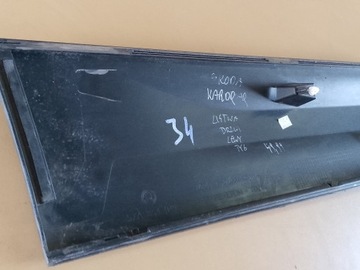 SKODA
KAROQ
LISTWA
DRZWI
LEWY
TYŁ
34